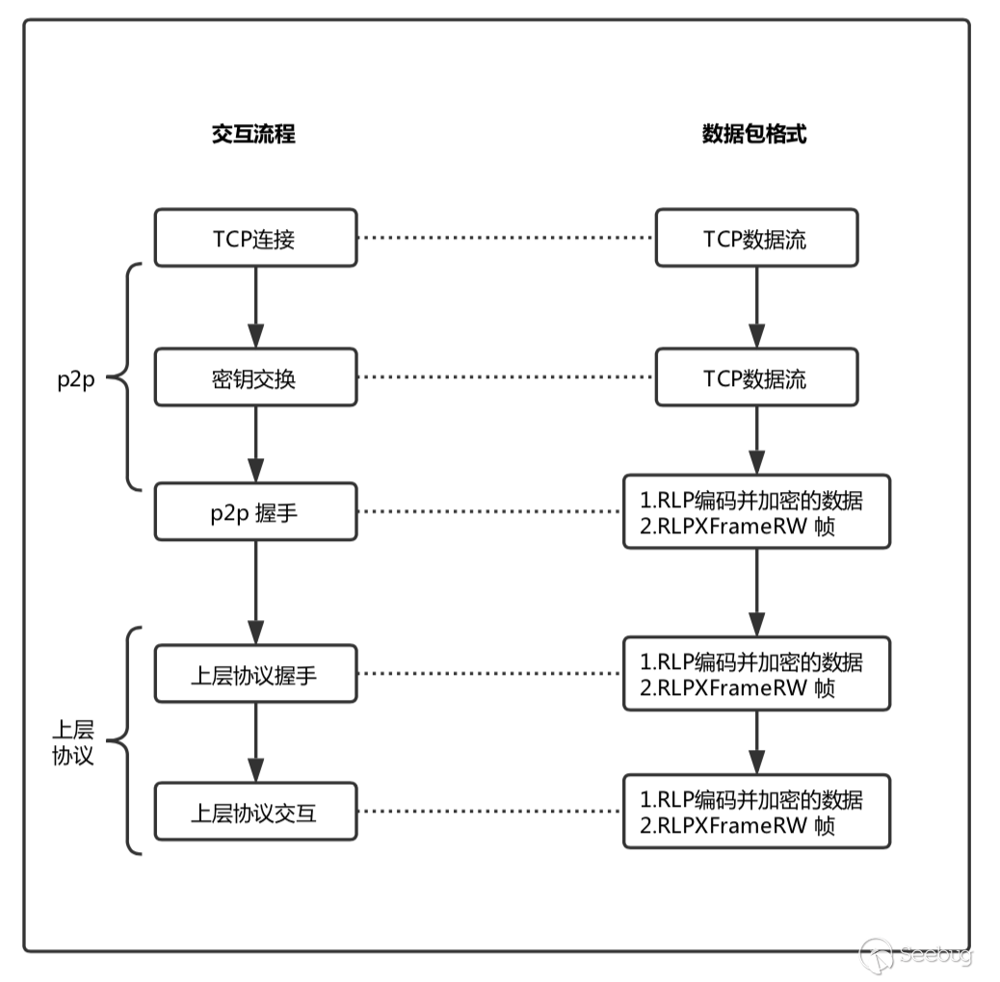 交互流程
数据包格式
TCP连接
TCP数据流
p2p
密钥交换
TCP数据流
p2p 握手
1.RLP编码并加密的数据
2.RLPXFrameRW 帧
上层协议握手
1.RLP编码并加密的数据
2.RLPXFrameRW 帧
上层
协议
上层协议交互
1.RLP编码并加密的数据
2.RLPXFrameRW 帧
Seebug